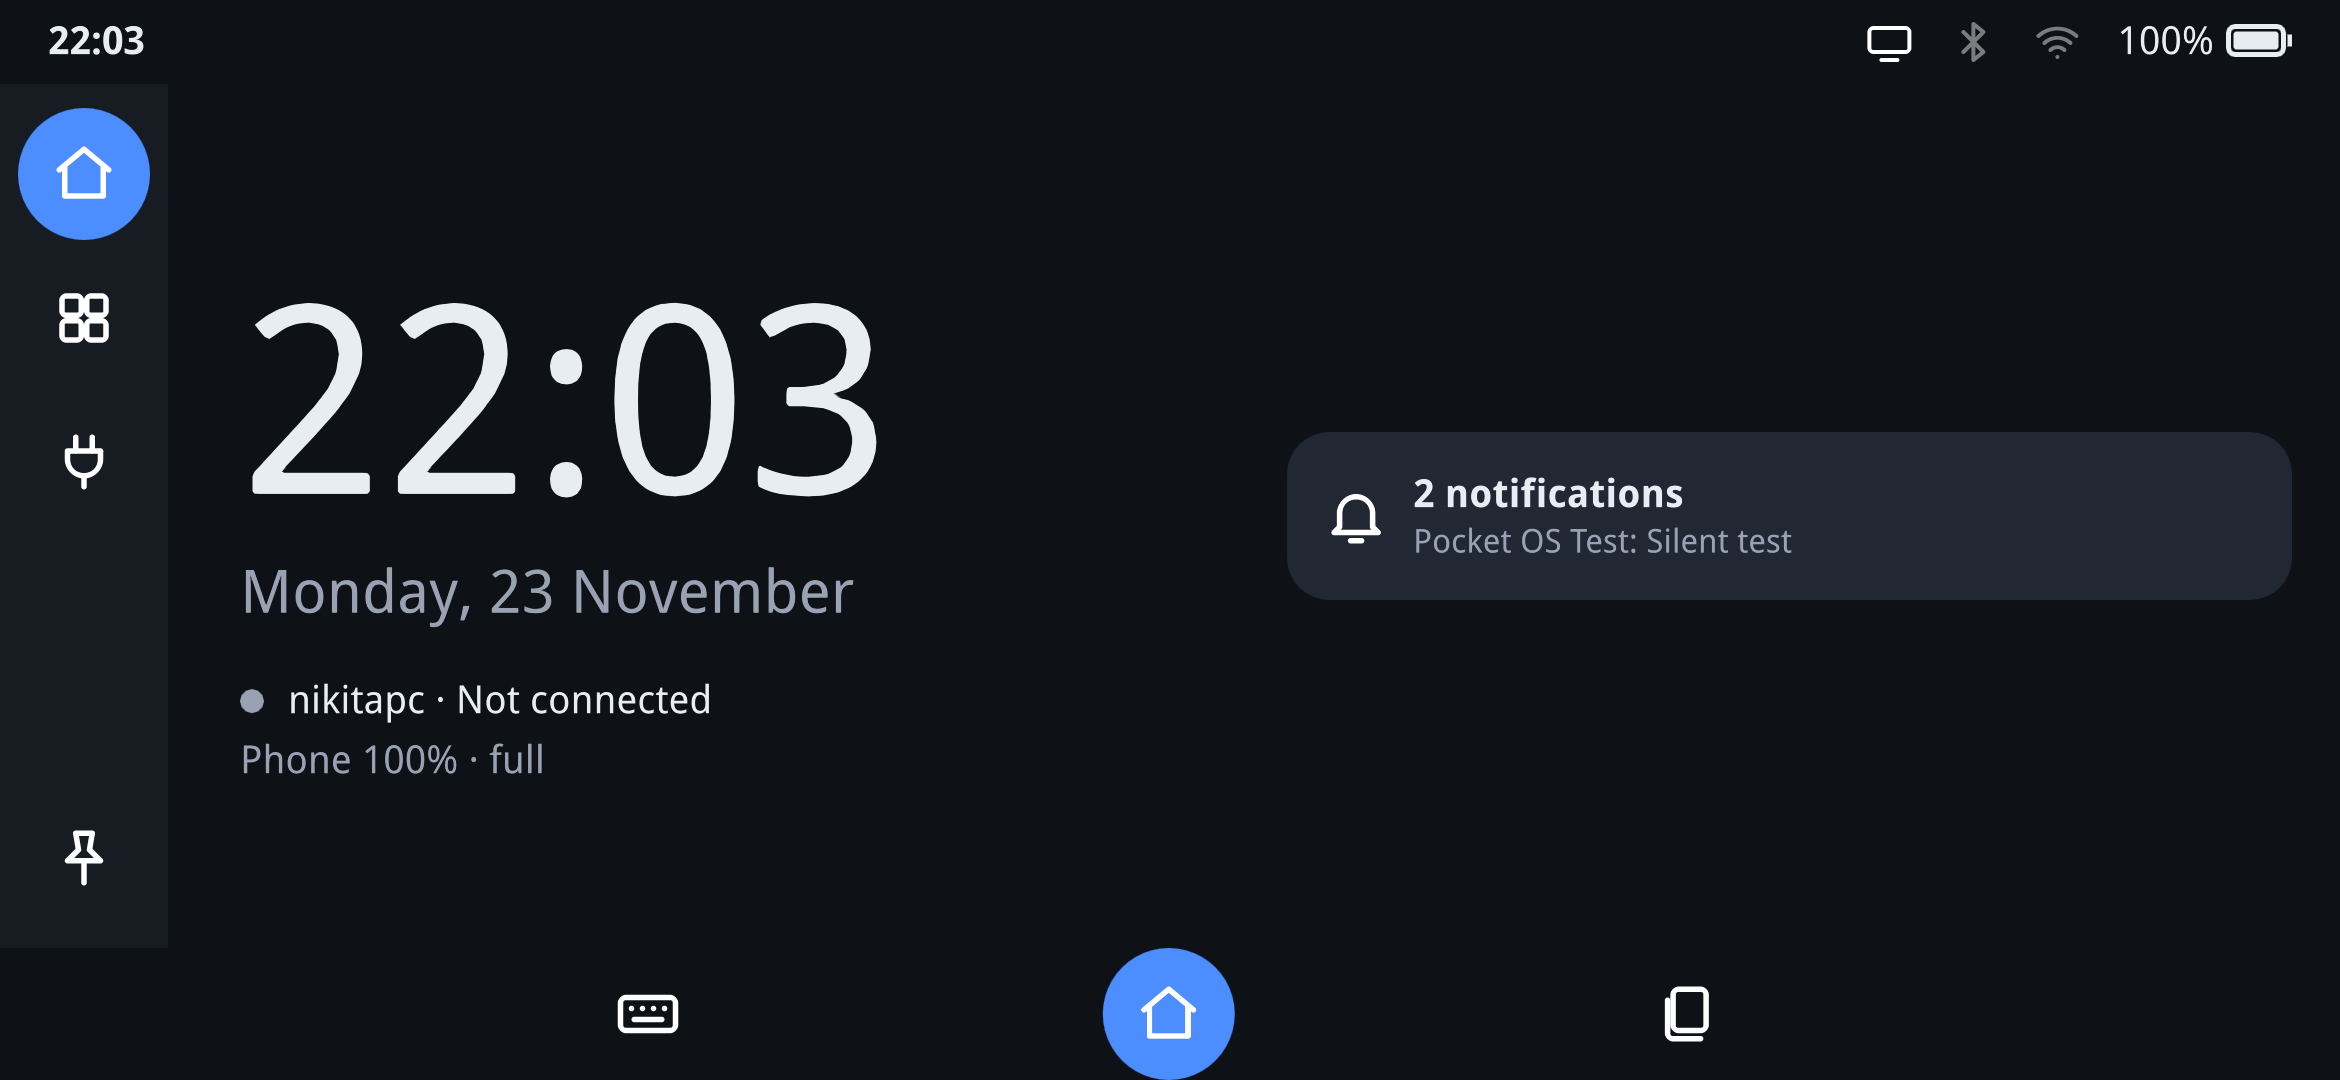 22:03
100%
22:03
Monday, 23 November
nikitapc · Not connected
Phone 100% · full
2 notifications
Pocket OS Test: Silent test